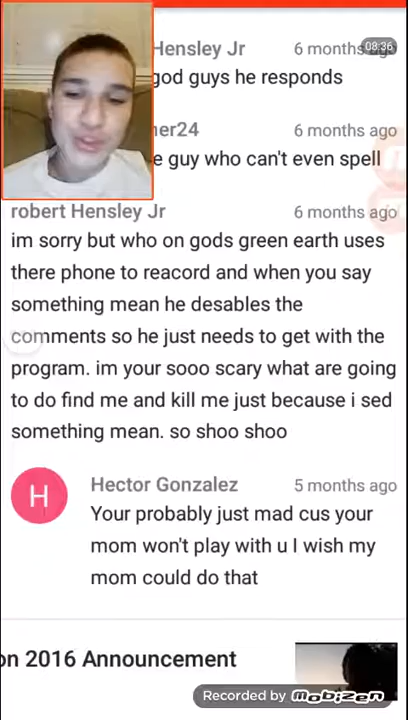 Hensley Jr 6 months ago
08:36
god guys he responds
er24 6 months ago
e guy who can't even spell
robert Hensley Jr 6 months ago
im sorry but who on gods green earth uses
there phone to reacord and when you say
something mean he desables the
comments so he just needs to get with the
program. im your sooo scary what are going
to do find me and kill me just because i sed
something mean. so shoo shoo
H
Hector Gonzalez 5 months ago
Your probably just mad cus your
mom won't play with u I wish my
mom could do that
on 2016 Announcement
Recorded by mobizen